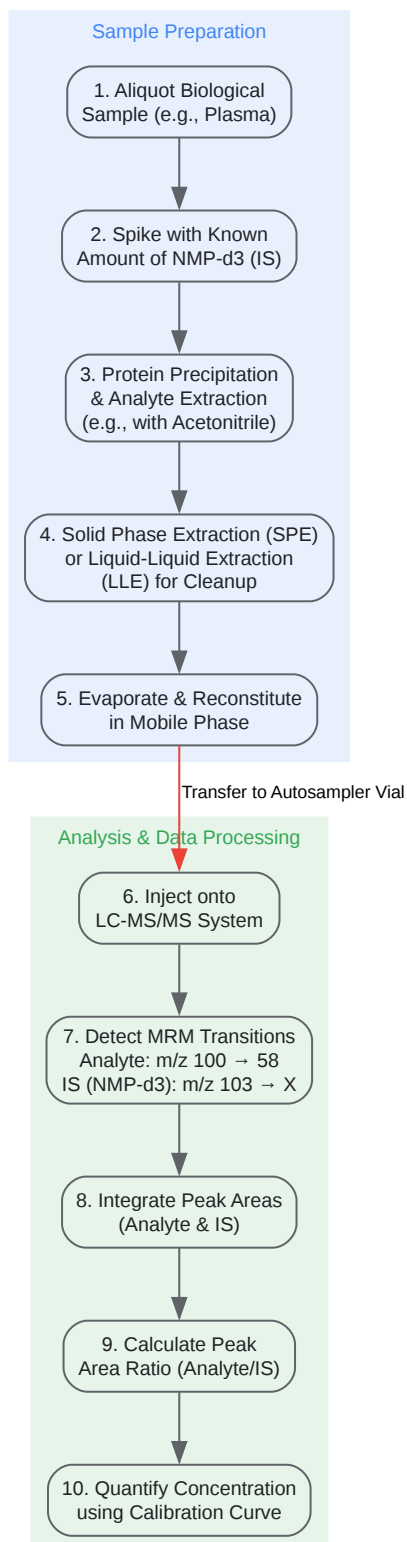 Sample Preparation
1. Aliquot Biological
Sample (e.g., Plasma)
2. Spike with Known
Amount of NMP-d3 (IS)
3. Protein Precipitation
& Analyte Extraction
(e.g., with Acetonitrile)
4. Solid Phase Extraction (SPE)
or Liquid-Liquid Extraction
(LLE) for Cleanup
5. Evaporate & Reconstitute
in Mobile Phase
Transfer to Autosampler Vial
Analysis & Data Processing
6. Inject onto
LC-MS/MS System
7. Detect MRM Transitions
Analyte: m/z 100 → 58
IS (NMP-d3): m/z 103 → X
8. Integrate Peak Areas
(Analyte & IS)
9. Calculate Peak
Area Ratio (Analyte/IS)
10. Quantify Concentration
using Calibration Curve